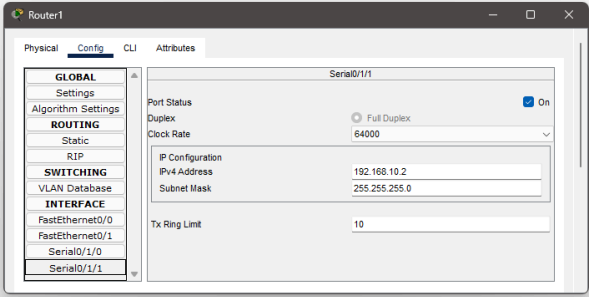 Router1
Physical Config CLI Attributes
GLOBAL
Settings
Algorithm Settings
ROUTING
Static
RIP
SWITCHING
VLAN Database
INTERFACE
FastEthernet0/0
FastEthernet0/1
Serial0/1/0
Serial0/1/1
Serial0/1/1
Port Status On
Duplex Full Duplex
Clock Rate 64000
IP Configuration
IPv4 Address 192.168.10.2
Subnet Mask 255.255.255.0
Tx Ring Limit 10